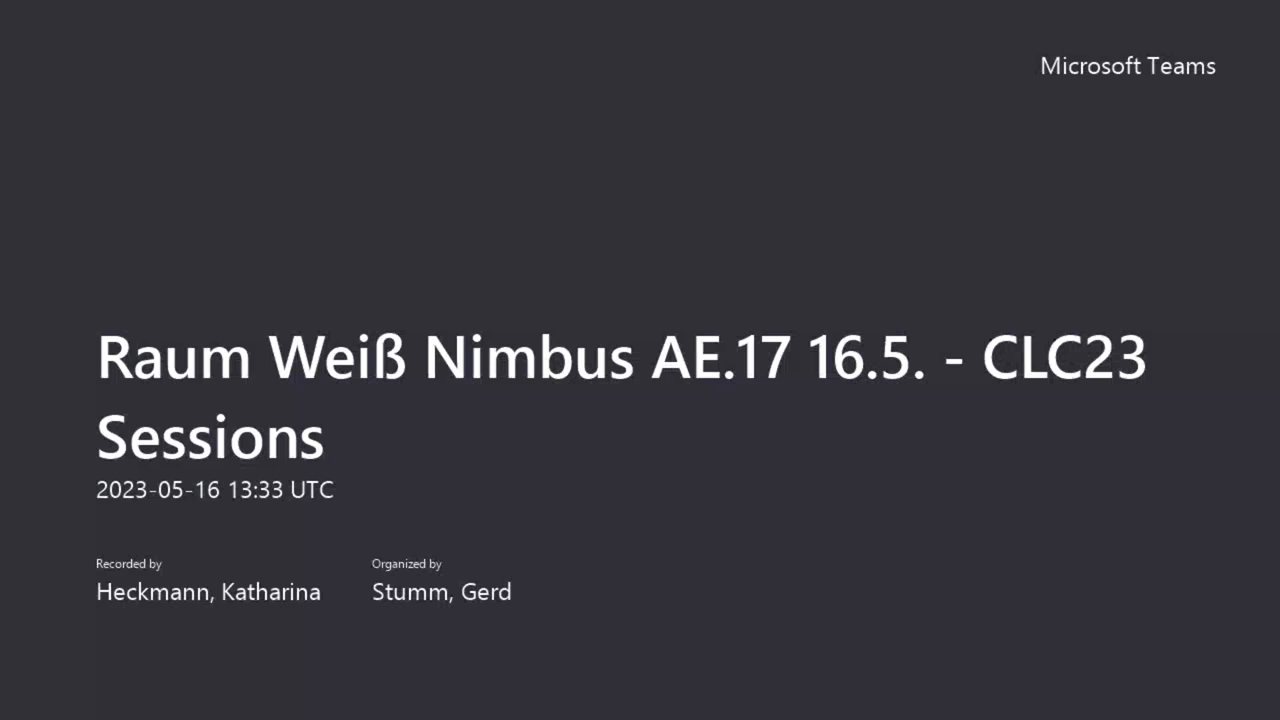 Microsoft Teams
Raum Weiß Nimbus AE.17 16.5. - CLC23
Sessions
2023-05-16 13:33 UTC
Recorded by
Heckmann, Katharina
Organized by
Stumm, Gerd